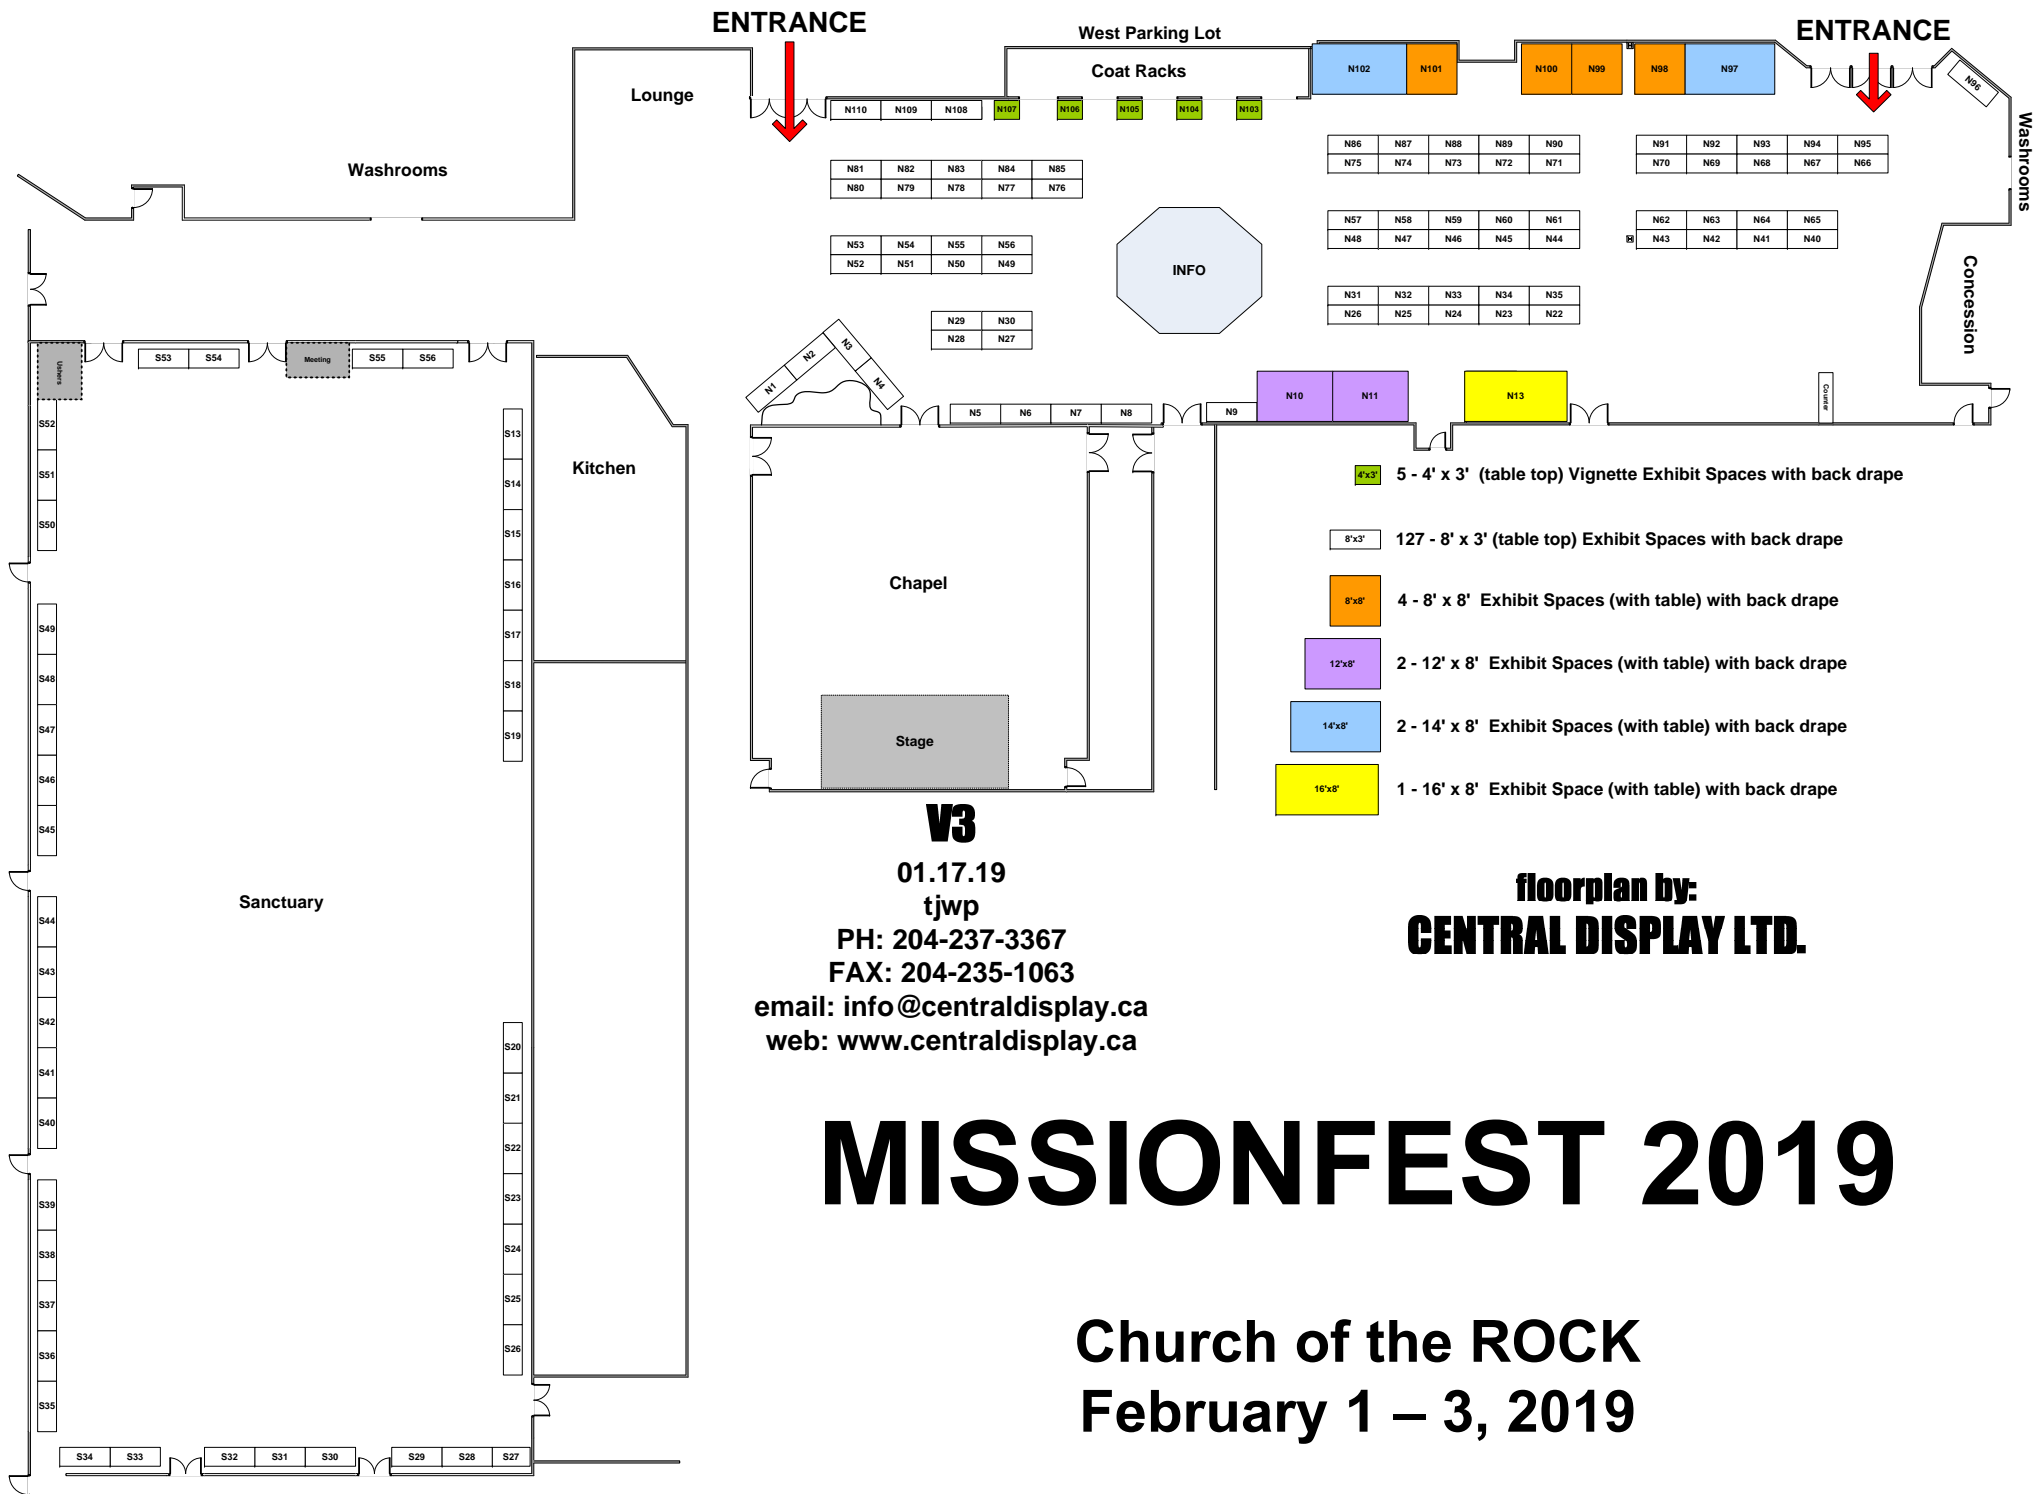 ENTRANCE
West Parking Lot
ENTRANCE
Coat Racks
Lounge
N102 N101 N100 N99 N98 N97
N96
N110 N109 N108 N107 N106 N105 N104 N103
Washrooms
Washrooms
N86 N87 N88 N89 N90 N91 N92 N93 N94 N95
N75 N74 N73 N72 N71 N70 N69 N68 N67 N66
N81 N82 N83 N84 N85
N80 N79 N78 N77 N76
N57 N58 N59 N60 N61 N62 N63 N64 N65
N48 N47 N46 N45 N44 N43 N42 N41 N40
N53 N54 N55 N56
N52 N51 N50 N49
INFO
Concession
N31 N32 N33 N34 N35
N26 N25 N24 N23 N22
N29 N30
N28 N27
N1 N2 N3 N4
Ushers
S53 S54
Meeting
S55 S56
N10 N11 N13
Counter
N5 N6 N7 N8 N9
S52
S51
S50
S49
S48
S47
S46
S45
S44
S43
S42
S41
S40
S39
S38
S37
S36
S35
Sanctuary
S13
S14
S15
S16
S17
S18
S19
S20
S21
S22
S23
S24
S25
S26
S34 S33 S32 S31 S30 S29 S28 S27
Kitchen
Chapel
Stage
4'x3' 5 - 4' x 3' (table top) Vignette Exhibit Spaces with back drape
8'x3' 127 - 8' x 3' (table top) Exhibit Spaces with back drape
8'x8' 4 - 8' x 8' Exhibit Spaces (with table) with back drape
12'x8' 2 - 12' x 8' Exhibit Spaces (with table) with back drape
14'x8' 2 - 14' x 8' Exhibit Spaces (with table) with back drape
16'x8' 1 - 16' x 8' Exhibit Space (with table) with back drape
V3
01.17.19
tjwp
PH: 204-237-3367
FAX: 204-235-1063
email: info@centraldisplay.ca
web: www.centraldisplay.ca
floorplan by:
CENTRAL DISPLAY LTD.
MISSIONFEST 2019
Church of the ROCK
February 1 – 3, 2019